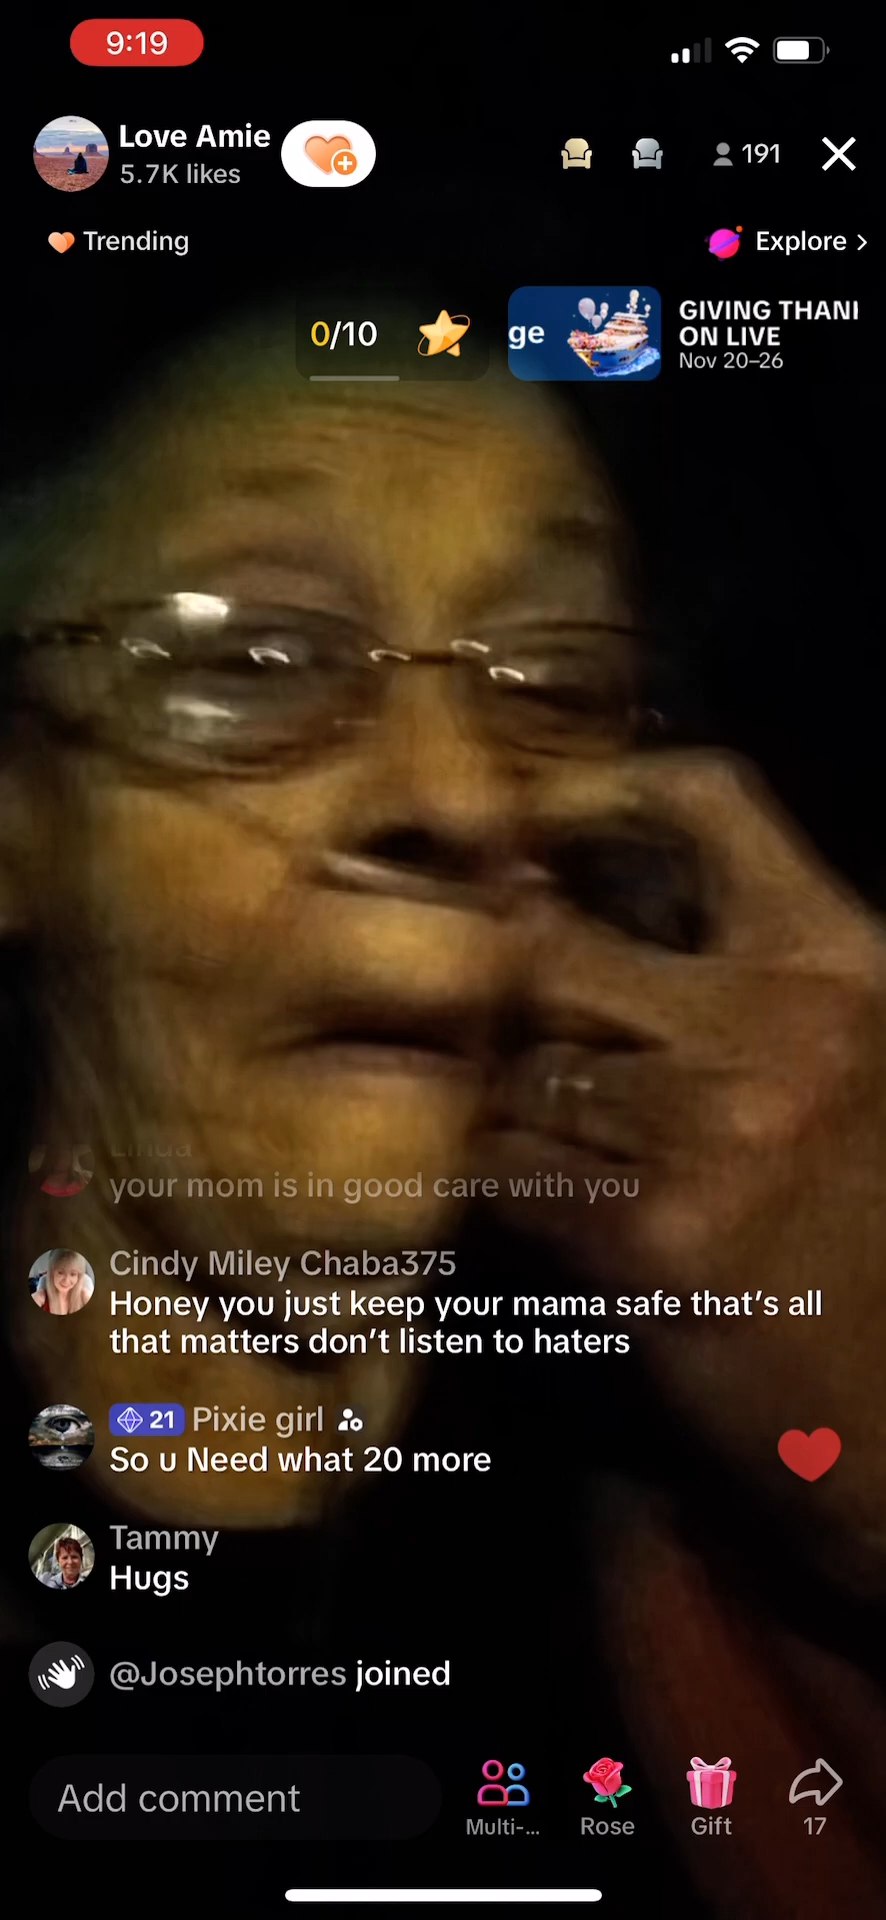 9:19
Love Amie
5.7K likes
191
Trending
Explore >
0/10
ge
GIVING THANI
ON LIVE
Nov 20–26
Linda
your mom is in good care with you
Cindy Miley Chaba375
Honey you just keep your mama safe that's all
that matters don't listen to haters
21 Pixie girl
So u Need what 20 more
Tammy
Hugs
@Josephtorres joined
Add comment
Multi-...
Rose
Gift
17